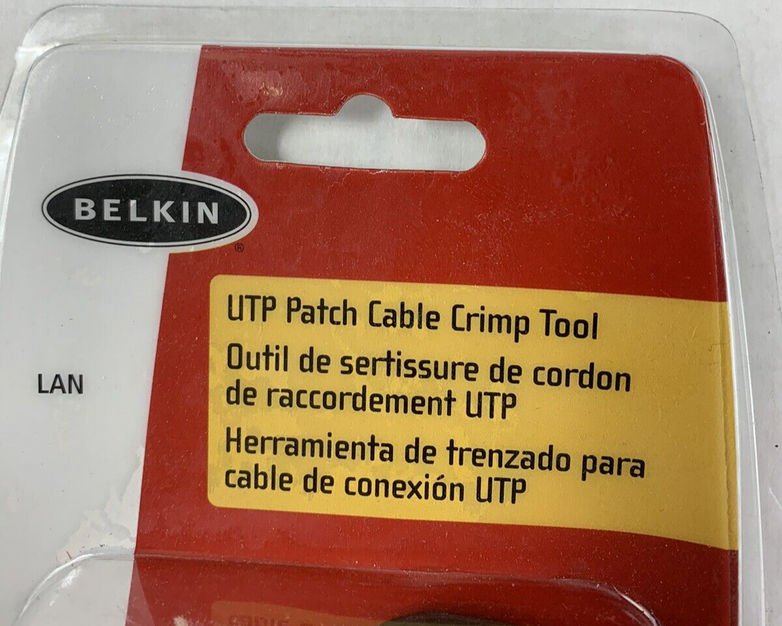 BELKIN
®
LAN
UTP Patch Cable Crimp Tool
Outil de sertissure de cordon
de raccordement UTP
Herramienta de trenzado para
cable de conexión UTP